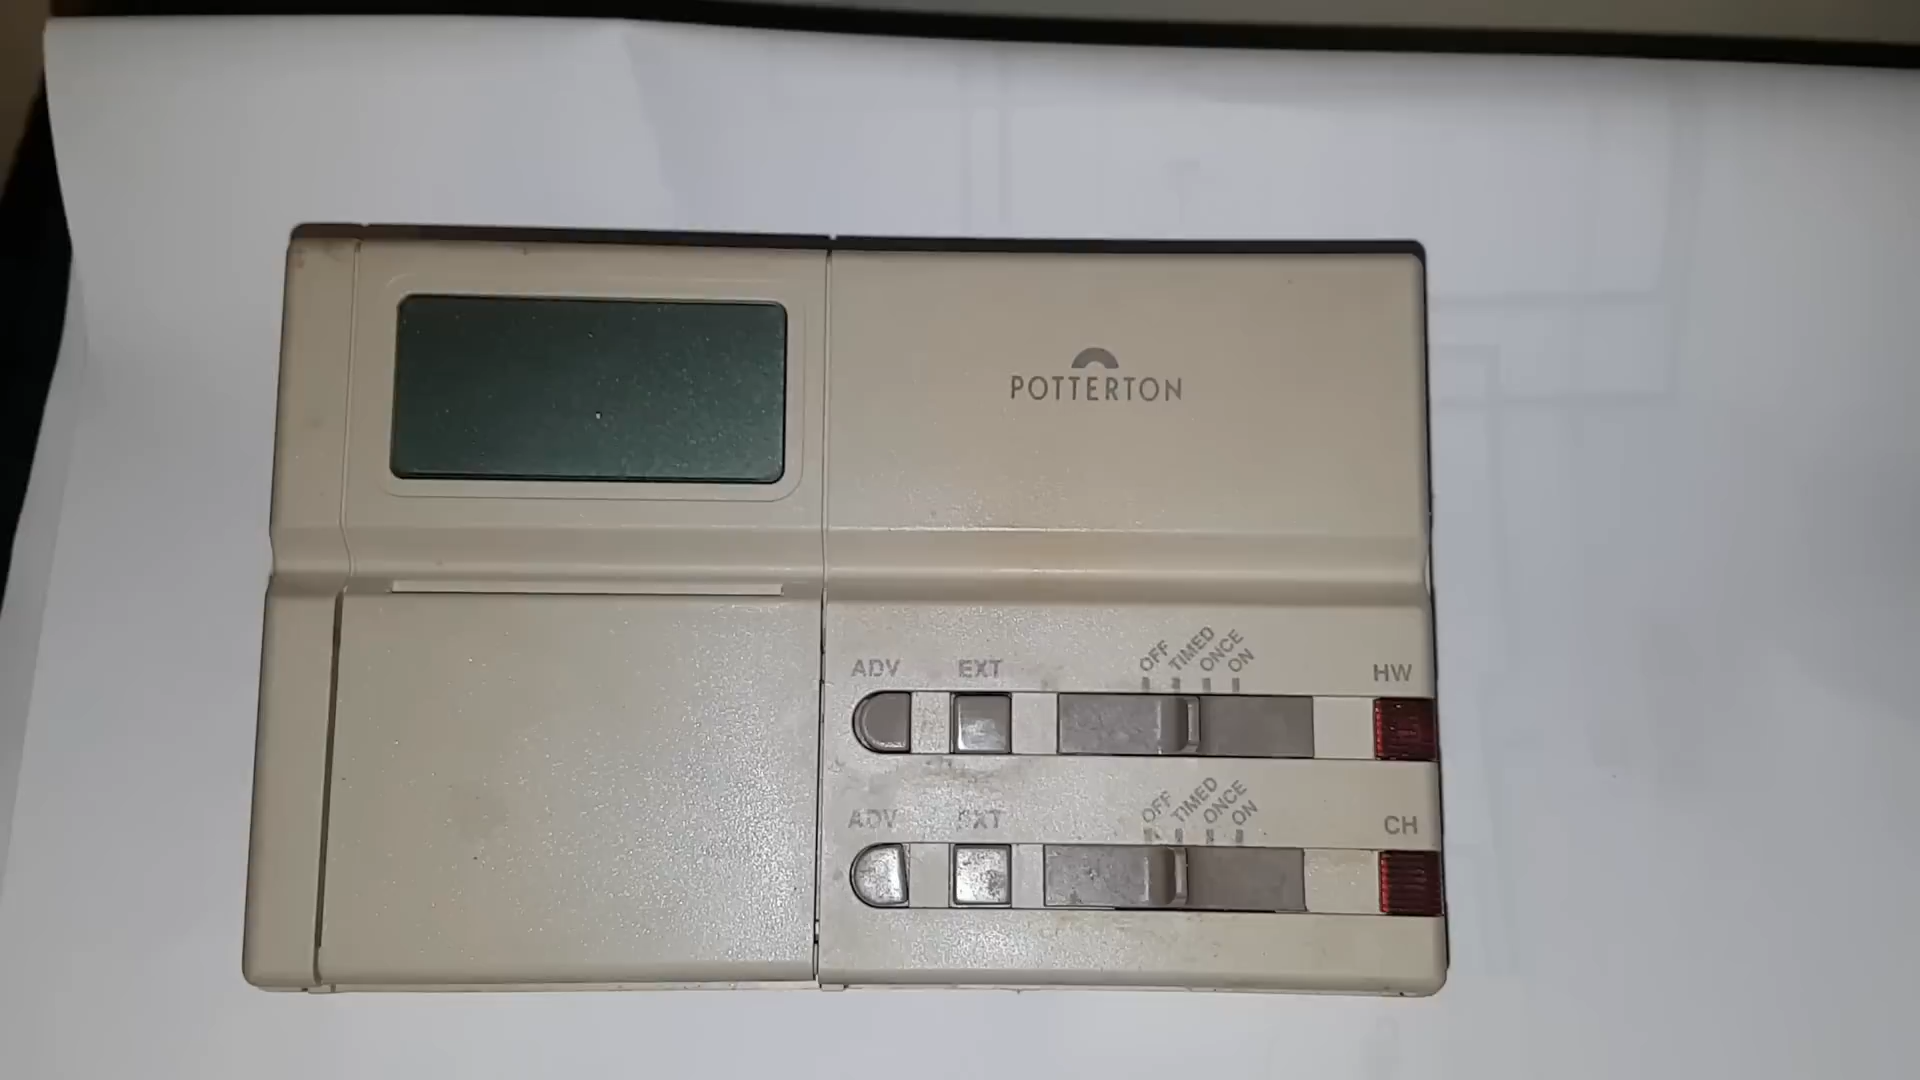 POTTERTON
OFF TIMED ONCE ON
ADV EXT HW
OFF TIMED ONCE ON
ADV EXT CH